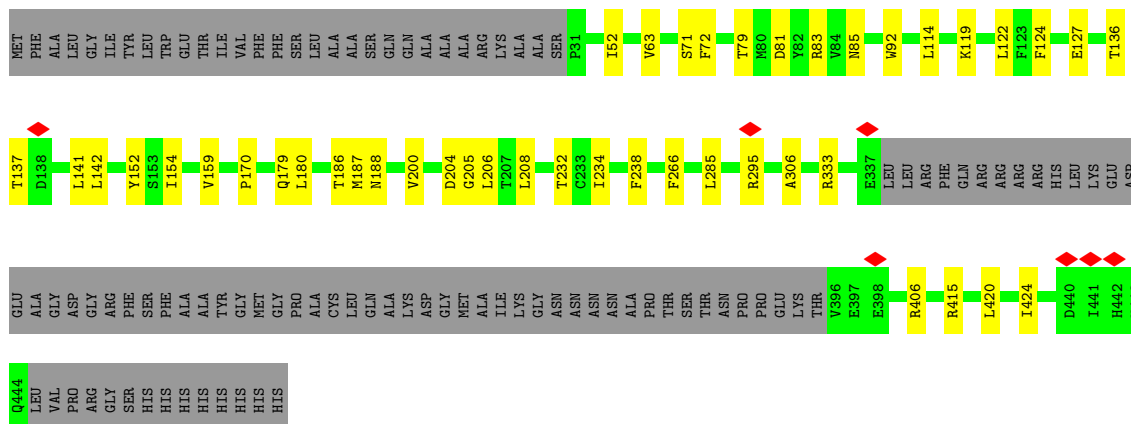 MET PHE ALA LEU GLY ILE TYR LEU TRP GLU THR ILE VAL PHE PHE SER LEU ALA ALA SER GLN GLN ALA ALA ALA ARG LYS ALA ALA SER P31 I52 V63 S71 F72 T79 M80 D81 Y82 R83 V84 N85 W92 L114 K119 L122 F123 F124 E127 T136
T137 D138 L141 L142 Y152 S153 I154 V159 P170 Q179 L180 T186 M187 N188 V200 D204 G205 L206 T207 L208 T232 C233 I234 F238 F266 L285 R295 A306 R333 E337 LEU LEU ARG PHE GLN ARG ARG ARG ARG HIS LEU LYS GLU ASP
GLU ALA GLY ASP GLY ARG PHE SER PHE ALA ALA TYR GLY MET GLY PRO ALA CYS LEU GLN ALA LYS ASP GLY MET ALA ILE LYS GLY ASN ASN ASN ASN ASN ALA PRO THR SER THR ASN PRO PRO GLU LYS THR V396 E397 E398 R406 R415 L420 I424 D440 I441 H442
Q444 LEU VAL PRO ARG GLY SER HIS HIS HIS HIS HIS HIS HIS HIS